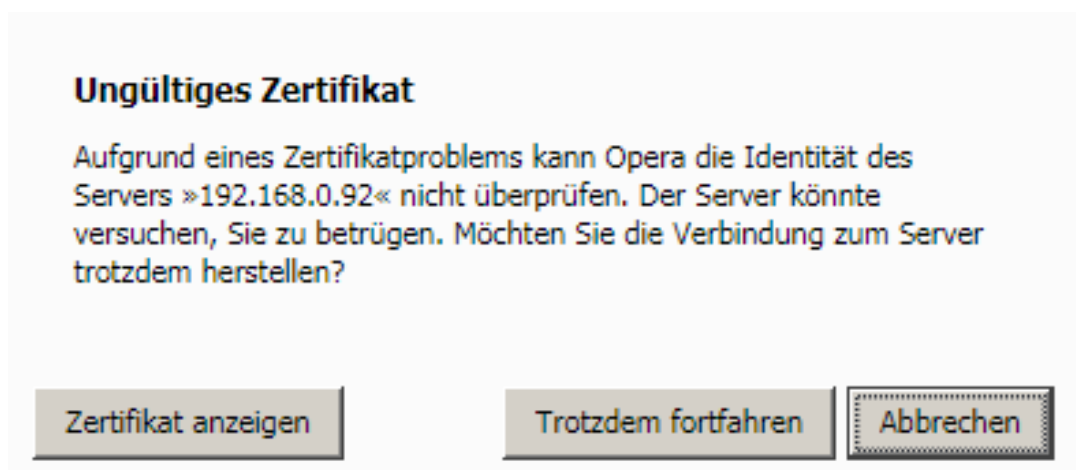 Ungültiges Zertifikat
Aufgrund eines Zertifikatproblems kann Opera die Identität des
Servers »192.168.0.92« nicht überprüfen. Der Server könnte
versuchen, Sie zu betrügen. Möchten Sie die Verbindung zum Server
trotzdem herstellen?
Zertifikat anzeigen Trotzdem fortfahren Abbrechen